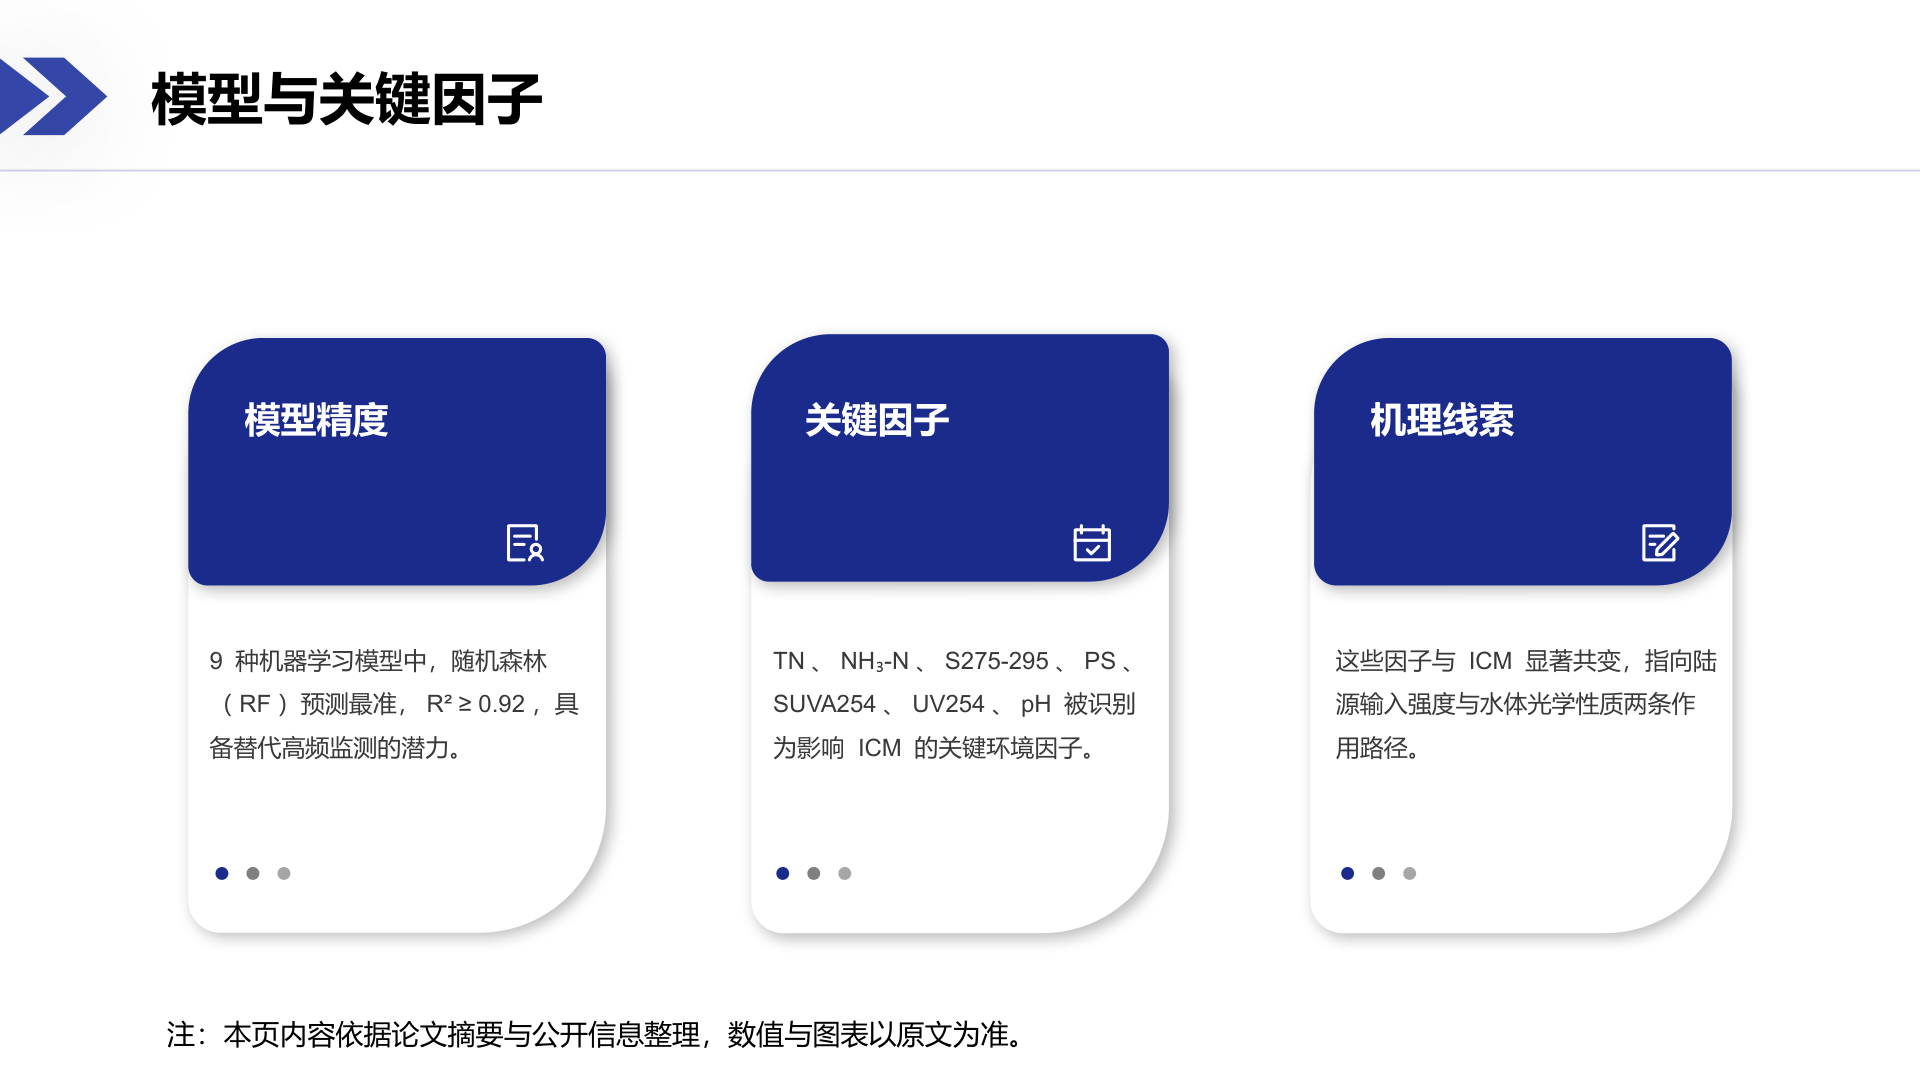 模型与关键因子
模型精度
9 种机器学习模型中，随机森林
（RF）预测最准，R² ≥ 0.92，具
备替代高频监测的潜力。
关键因子
TN、NH₃-N、S275-295、PS、
SUVA254、UV254、pH 被识别
为影响 ICM 的关键环境因子。
机理线索
这些因子与 ICM 显著共变，指向陆
源输入强度与水体光学性质两条作
用路径。
注：本页内容依据论文摘要与公开信息整理，数值与图表以原文为准。